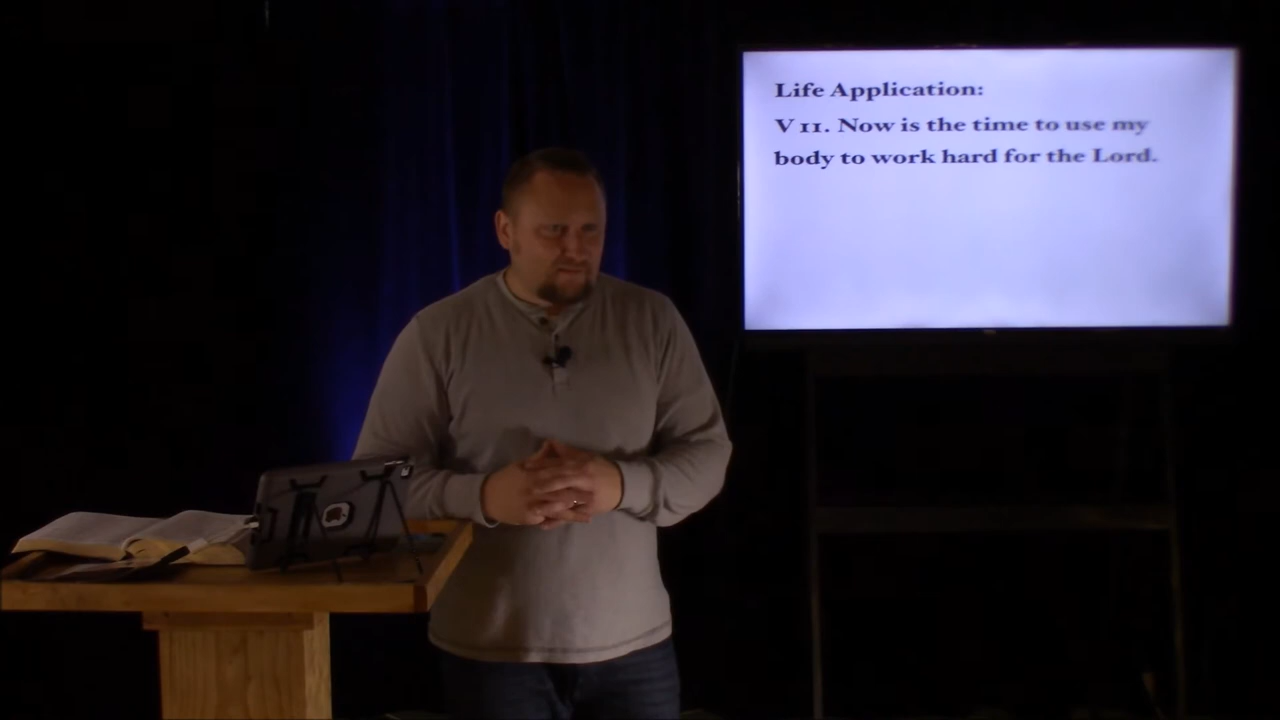 Life Application:
V 11. Now is the time to use my
body to work hard for the Lord.